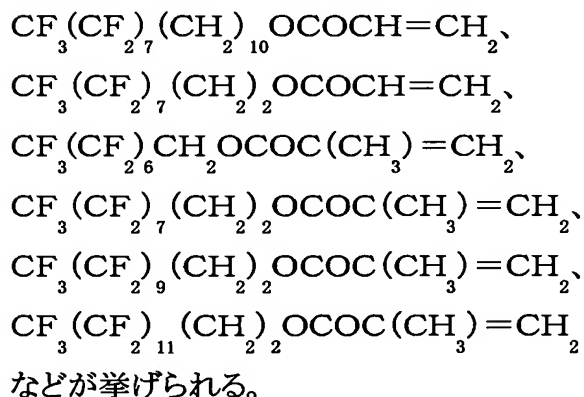 CF₃(CF₂)₇(CH₂)₁₀OCOCH=CH₂、
CF₃(CF₂)₇(CH₂)₂OCOCH=CH₂、
CF₃(CF₂)₆CH₂OCOC(CH₃)=CH₂、
CF₃(CF₂)₇(CH₂)₂OCOC(CH₃)=CH₂、
CF₃(CF₂)₉(CH₂)₂OCOC(CH₃)=CH₂、
CF₃(CF₂)₁₁(CH₂)₂OCOC(CH₃)=CH₂
などが挙げられる。